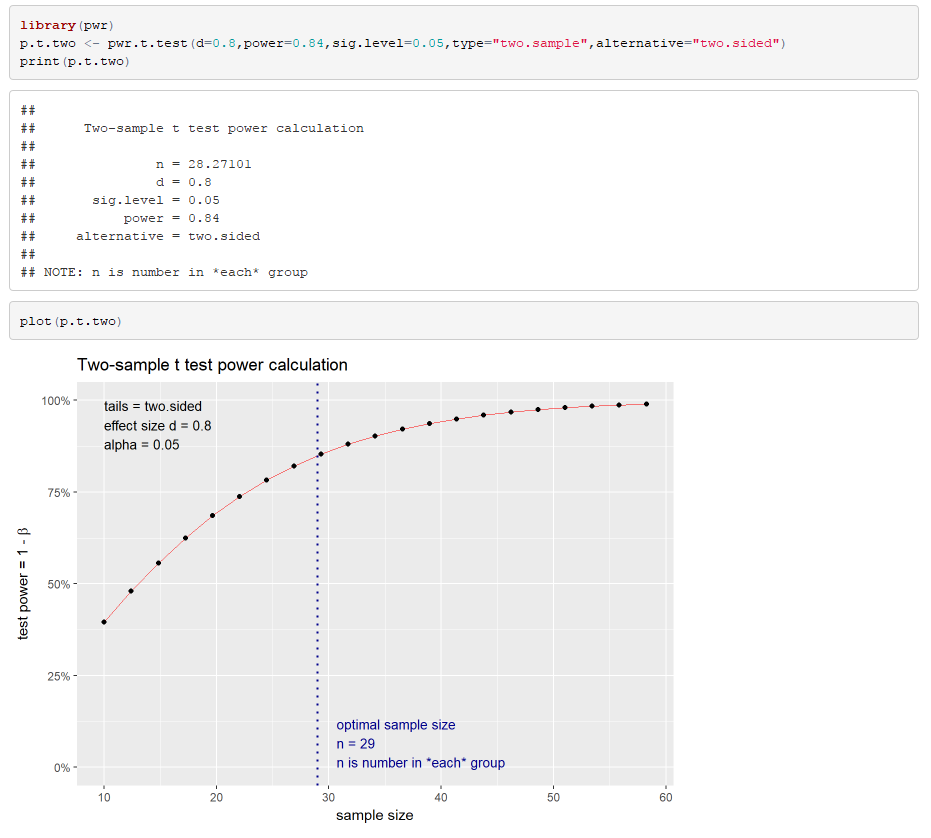 library(pwr)
p.t.two <- pwr.t.test(d=0.8,power=0.84,sig.level=0.05,type="two.sample",alternative="two.sided")
print(p.t.two)
##
## Two-sample t test power calculation
##
## n = 28.27101
## d = 0.8
## sig.level = 0.05
## power = 0.84
## alternative = two.sided
##
## NOTE: n is number in *each* group
plot(p.t.two)
Two-sample t test power calculation
100%
75%
50%
25%
0%
test power = 1 - β
tails = two.sided
effect size d = 0.8
alpha = 0.05
optimal sample size
n = 29
n is number in *each* group
10 20 30 40 50 60
sample size